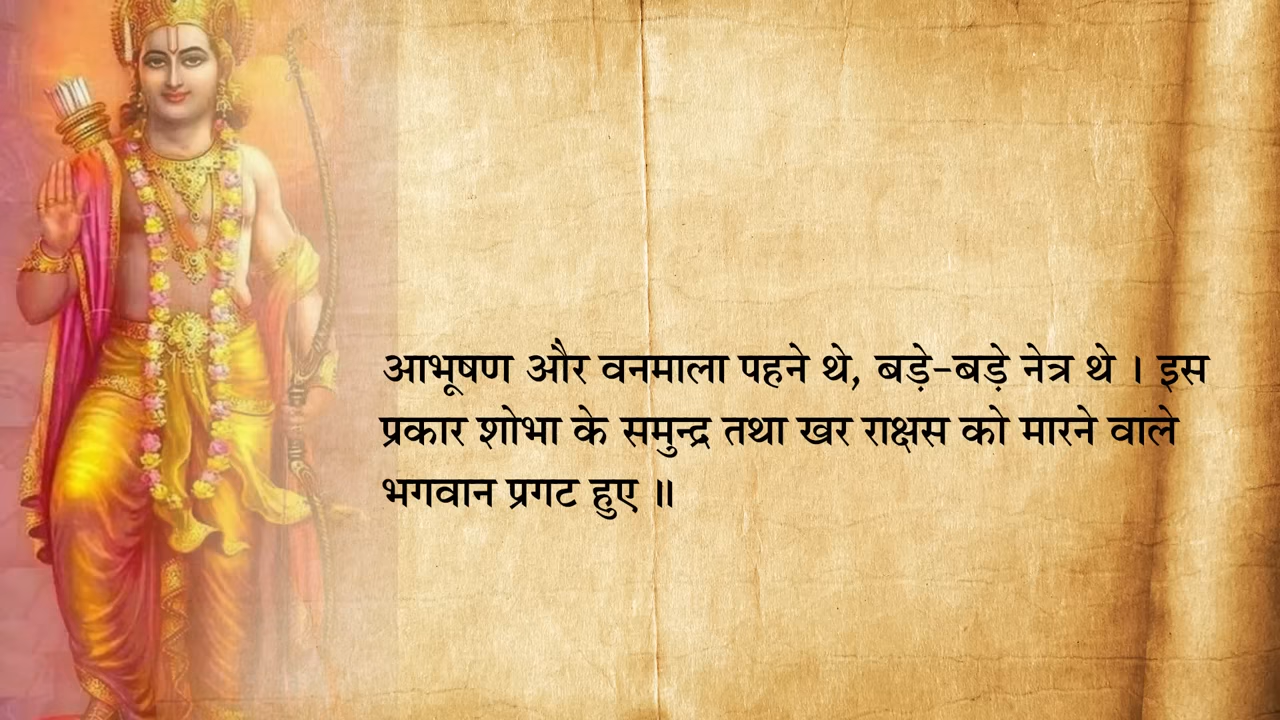 आभूषण और वनमाला पहने थे, बड़े-बड़े नेत्र थे । इस
प्रकार शोभा के समुन्द्र तथा खर राक्षस को मारने वाले
भगवान प्रगट हुए ॥